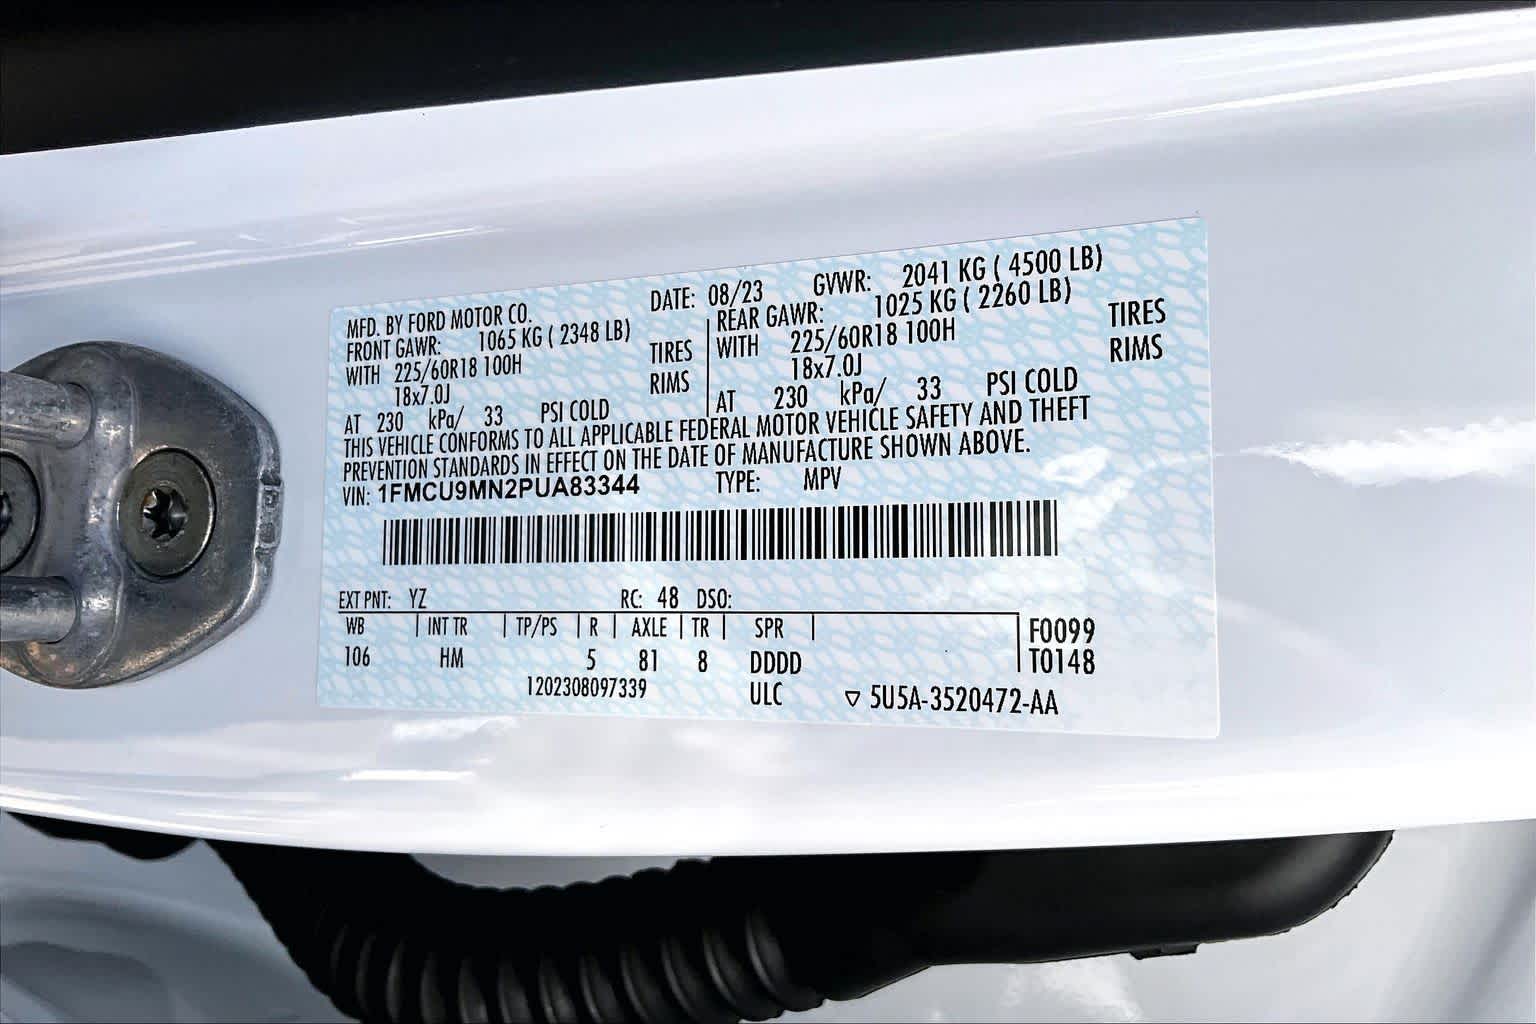 MFD. BY FORD MOTOR CO. DATE: 08/23 GVWR: 2041 KG ( 4500 LB)
FRONT GAWR: 1065 KG ( 2348 LB) REAR GAWR: 1025 KG ( 2260 LB)
WITH 225/60R18 100H TIRES WITH 225/60R18 100H TIRES
18x7.0J RIMS 18x7.0J RIMS
AT 230 kPa/ 33 PSI COLD AT 230 kPa/ 33 PSI COLD
THIS VEHICLE CONFORMS TO ALL APPLICABLE FEDERAL MOTOR VEHICLE SAFETY AND THEFT
PREVENTION STANDARDS IN EFFECT ON THE DATE OF MANUFACTURE SHOWN ABOVE.
VIN: 1FMCU9MN2PUA83344 TYPE: MPV
EXT PNT: YZ RC: 48 DSO:
WB INT TR TP/PS R AXLE TR SPR F0099
106 HM 5 81 8 DDDD T0148
1202308097339 ULC ▽ 5U5A-3520472-AA